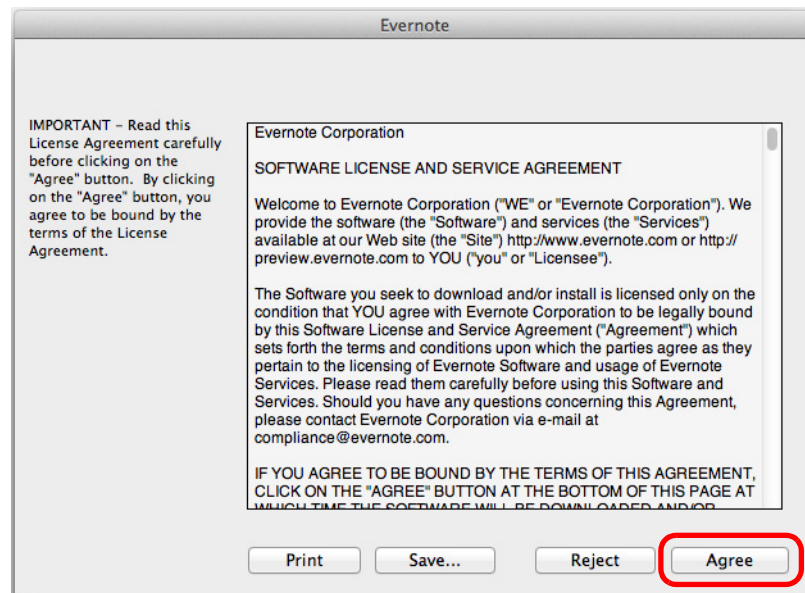 Evernote
IMPORTANT – Read this
License Agreement carefully
before clicking on the
"Agree" button.  By clicking
on the "Agree" button, you
agree to be bound by the
terms of the License
Agreement.
Evernote Corporation
SOFTWARE LICENSE AND SERVICE AGREEMENT
Welcome to Evernote Corporation ("WE" or "Evernote Corporation"). We
provide the software (the "Software") and services (the "Services")
available at our Web site (the "Site") http://www.evernote.com or http://
preview.evernote.com to YOU ("you" or "Licensee").
The Software you seek to download and/or install is licensed only on the
condition that YOU agree with Evernote Corporation to be legally bound
by this Software License and Service Agreement ("Agreement") which
sets forth the terms and conditions upon which the parties agree as they
pertain to the licensing of Evernote Software and usage of Evernote
Services. Please read them carefully before using this Software and
Services. Should you have any questions concerning this Agreement,
please contact Evernote Corporation via e-mail at
compliance@evernote.com.
IF YOU AGREE TO BE BOUND BY THE TERMS OF THIS AGREEMENT,
CLICK ON THE "AGREE" BUTTON AT THE BOTTOM OF THIS PAGE AT
WHICH TIME THE SOFTWARE WILL BE DOWNLOADED AND/OR
Print
Save...
Reject
Agree